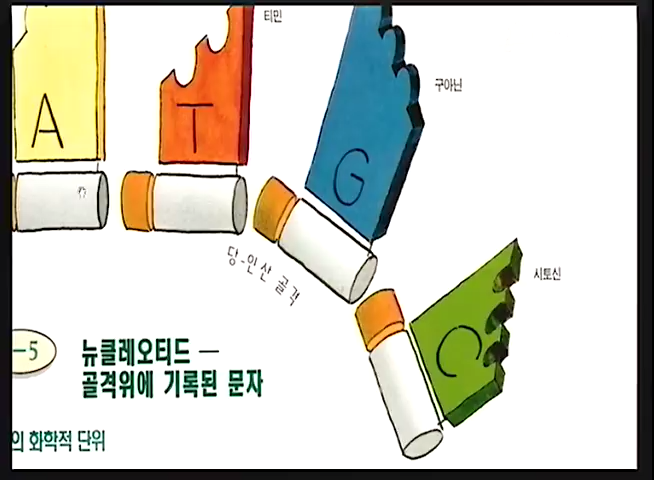 티민
구아닌
A
T
G
당-인산 골격
시토신
C
-5
뉴클레오티드 —
골격위에 기록된 문자
의 화학적 단위